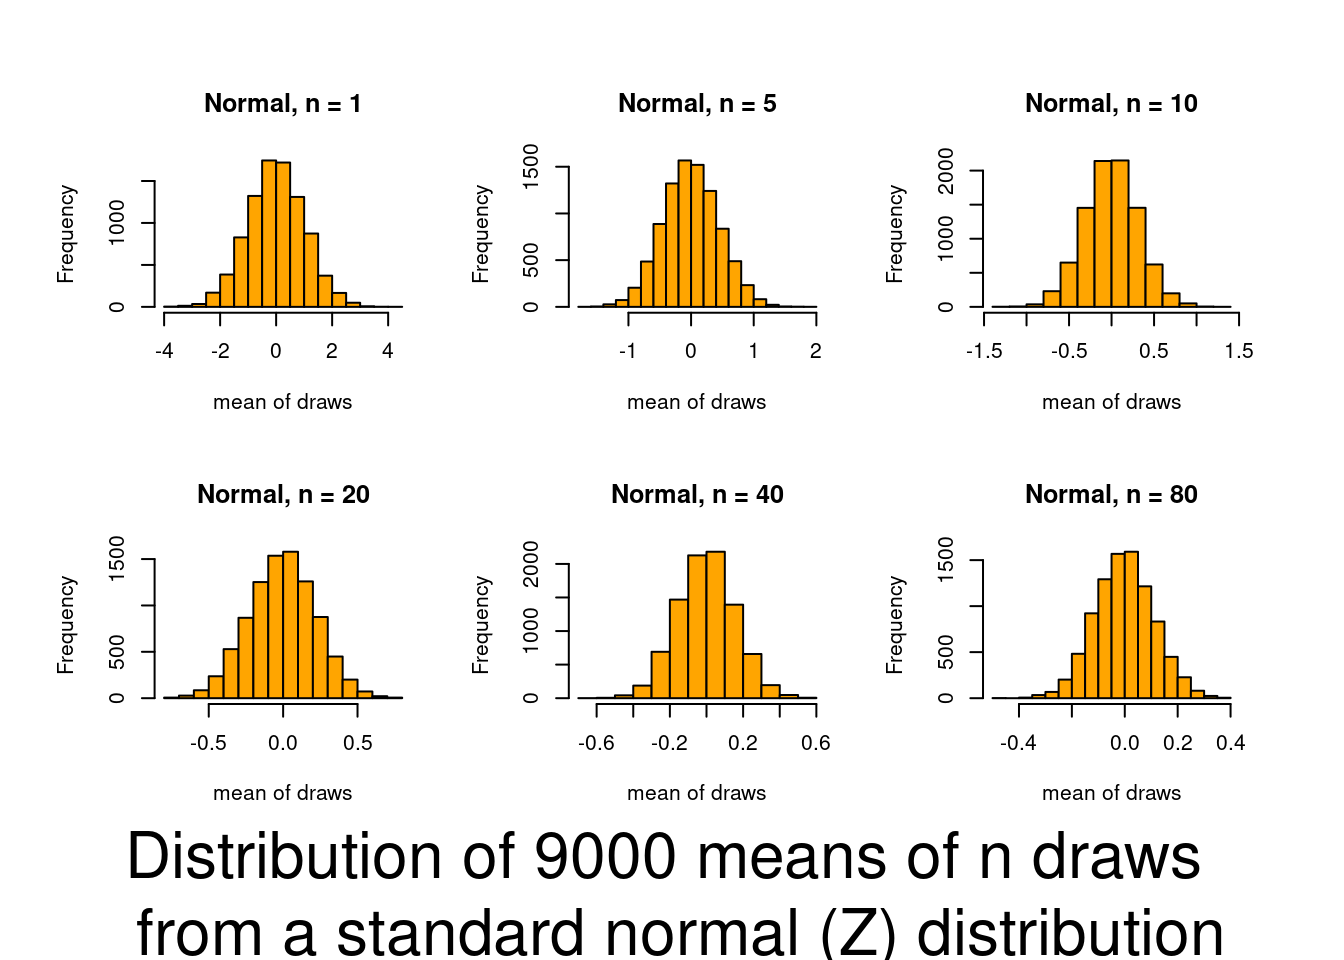 Normal, n = 1
Frequency
0
1000
-4 -2 0 2 4
mean of draws
Normal, n = 5
Frequency
0
500
1500
-1 0 1 2
mean of draws
Normal, n = 10
Frequency
0
1000
2000
-1.5 -0.5 0.5 1.5
mean of draws
Normal, n = 20
Frequency
0
500
1500
-0.5 0.0 0.5
mean of draws
Normal, n = 40
Frequency
0
1000
2000
-0.6 -0.2 0.2 0.6
mean of draws
Normal, n = 80
Frequency
0
500
1500
-0.4 0.0 0.2 0.4
mean of draws
Distribution of 9000 means of n draws
from a standard normal (Z) distribution